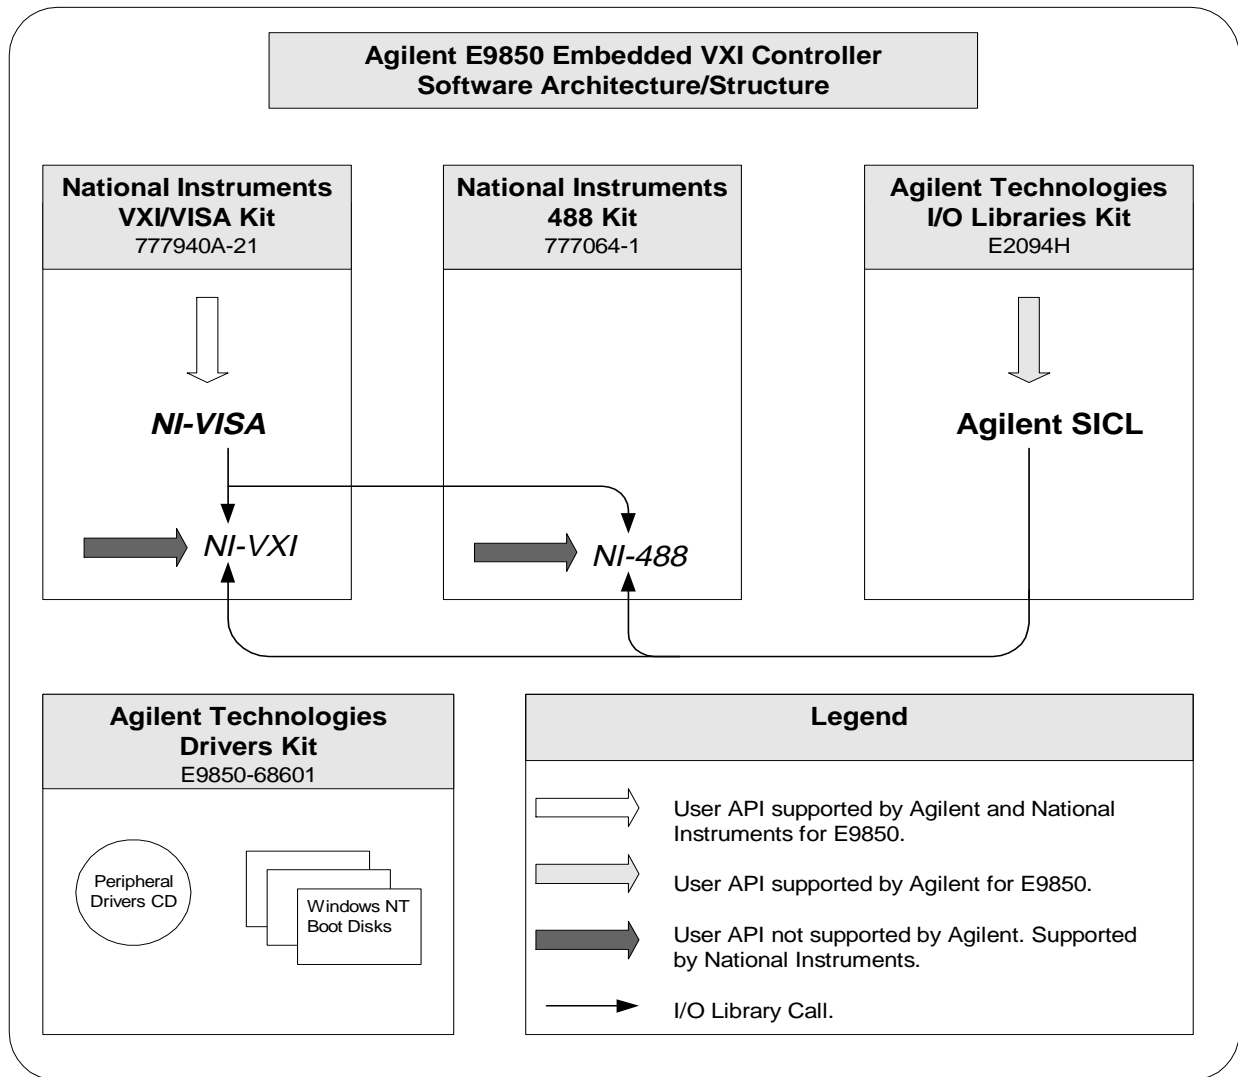 Agilent E9850 Embedded VXI Controller
Software Architecture/Structure
National Instruments
VXI/VISA Kit
777940A-21
National Instruments
488 Kit
777064-1
Agilent Technologies
I/O Libraries Kit
E2094H
NI-VISA
Agilent SICL
NI-VXI
NI-488
Agilent Technologies
Drivers Kit
E9850-68601
Peripheral
Drivers CD
Windows NT
Boot Disks
Legend
User API supported by Agilent and National
Instruments for E9850.
User API supported by Agilent for E9850.
User API not supported by Agilent. Supported
by National Instruments.
I/O Library Call.